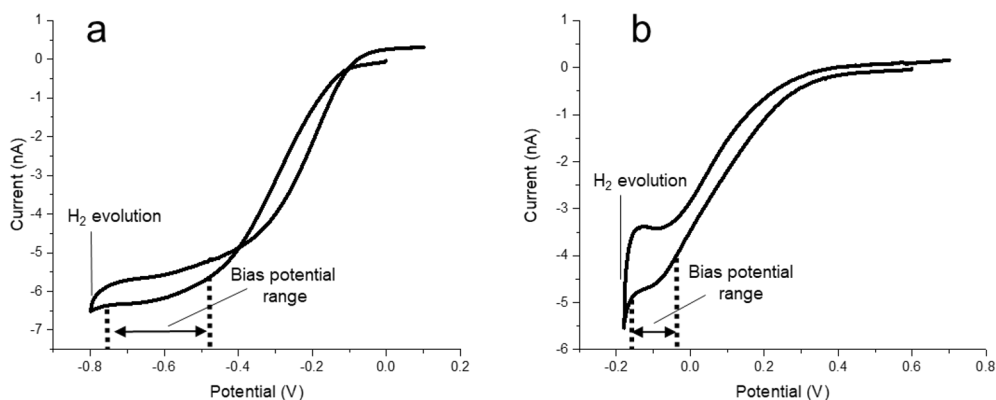 a
1
0
-1
-2
-3
-4
-5
-6
-7
Current (nA)
H2 evolution
Bias potential
range
-0.8
-0.6
-0.4
-0.2
0.0
0.2
Potential (V)
b
1
0
-1
-2
-3
-4
-5
-6
Current (nA)
H2 evolution
Bias potential
range
-0.2
0.0
0.2
0.4
0.6
0.8
Potential (V)